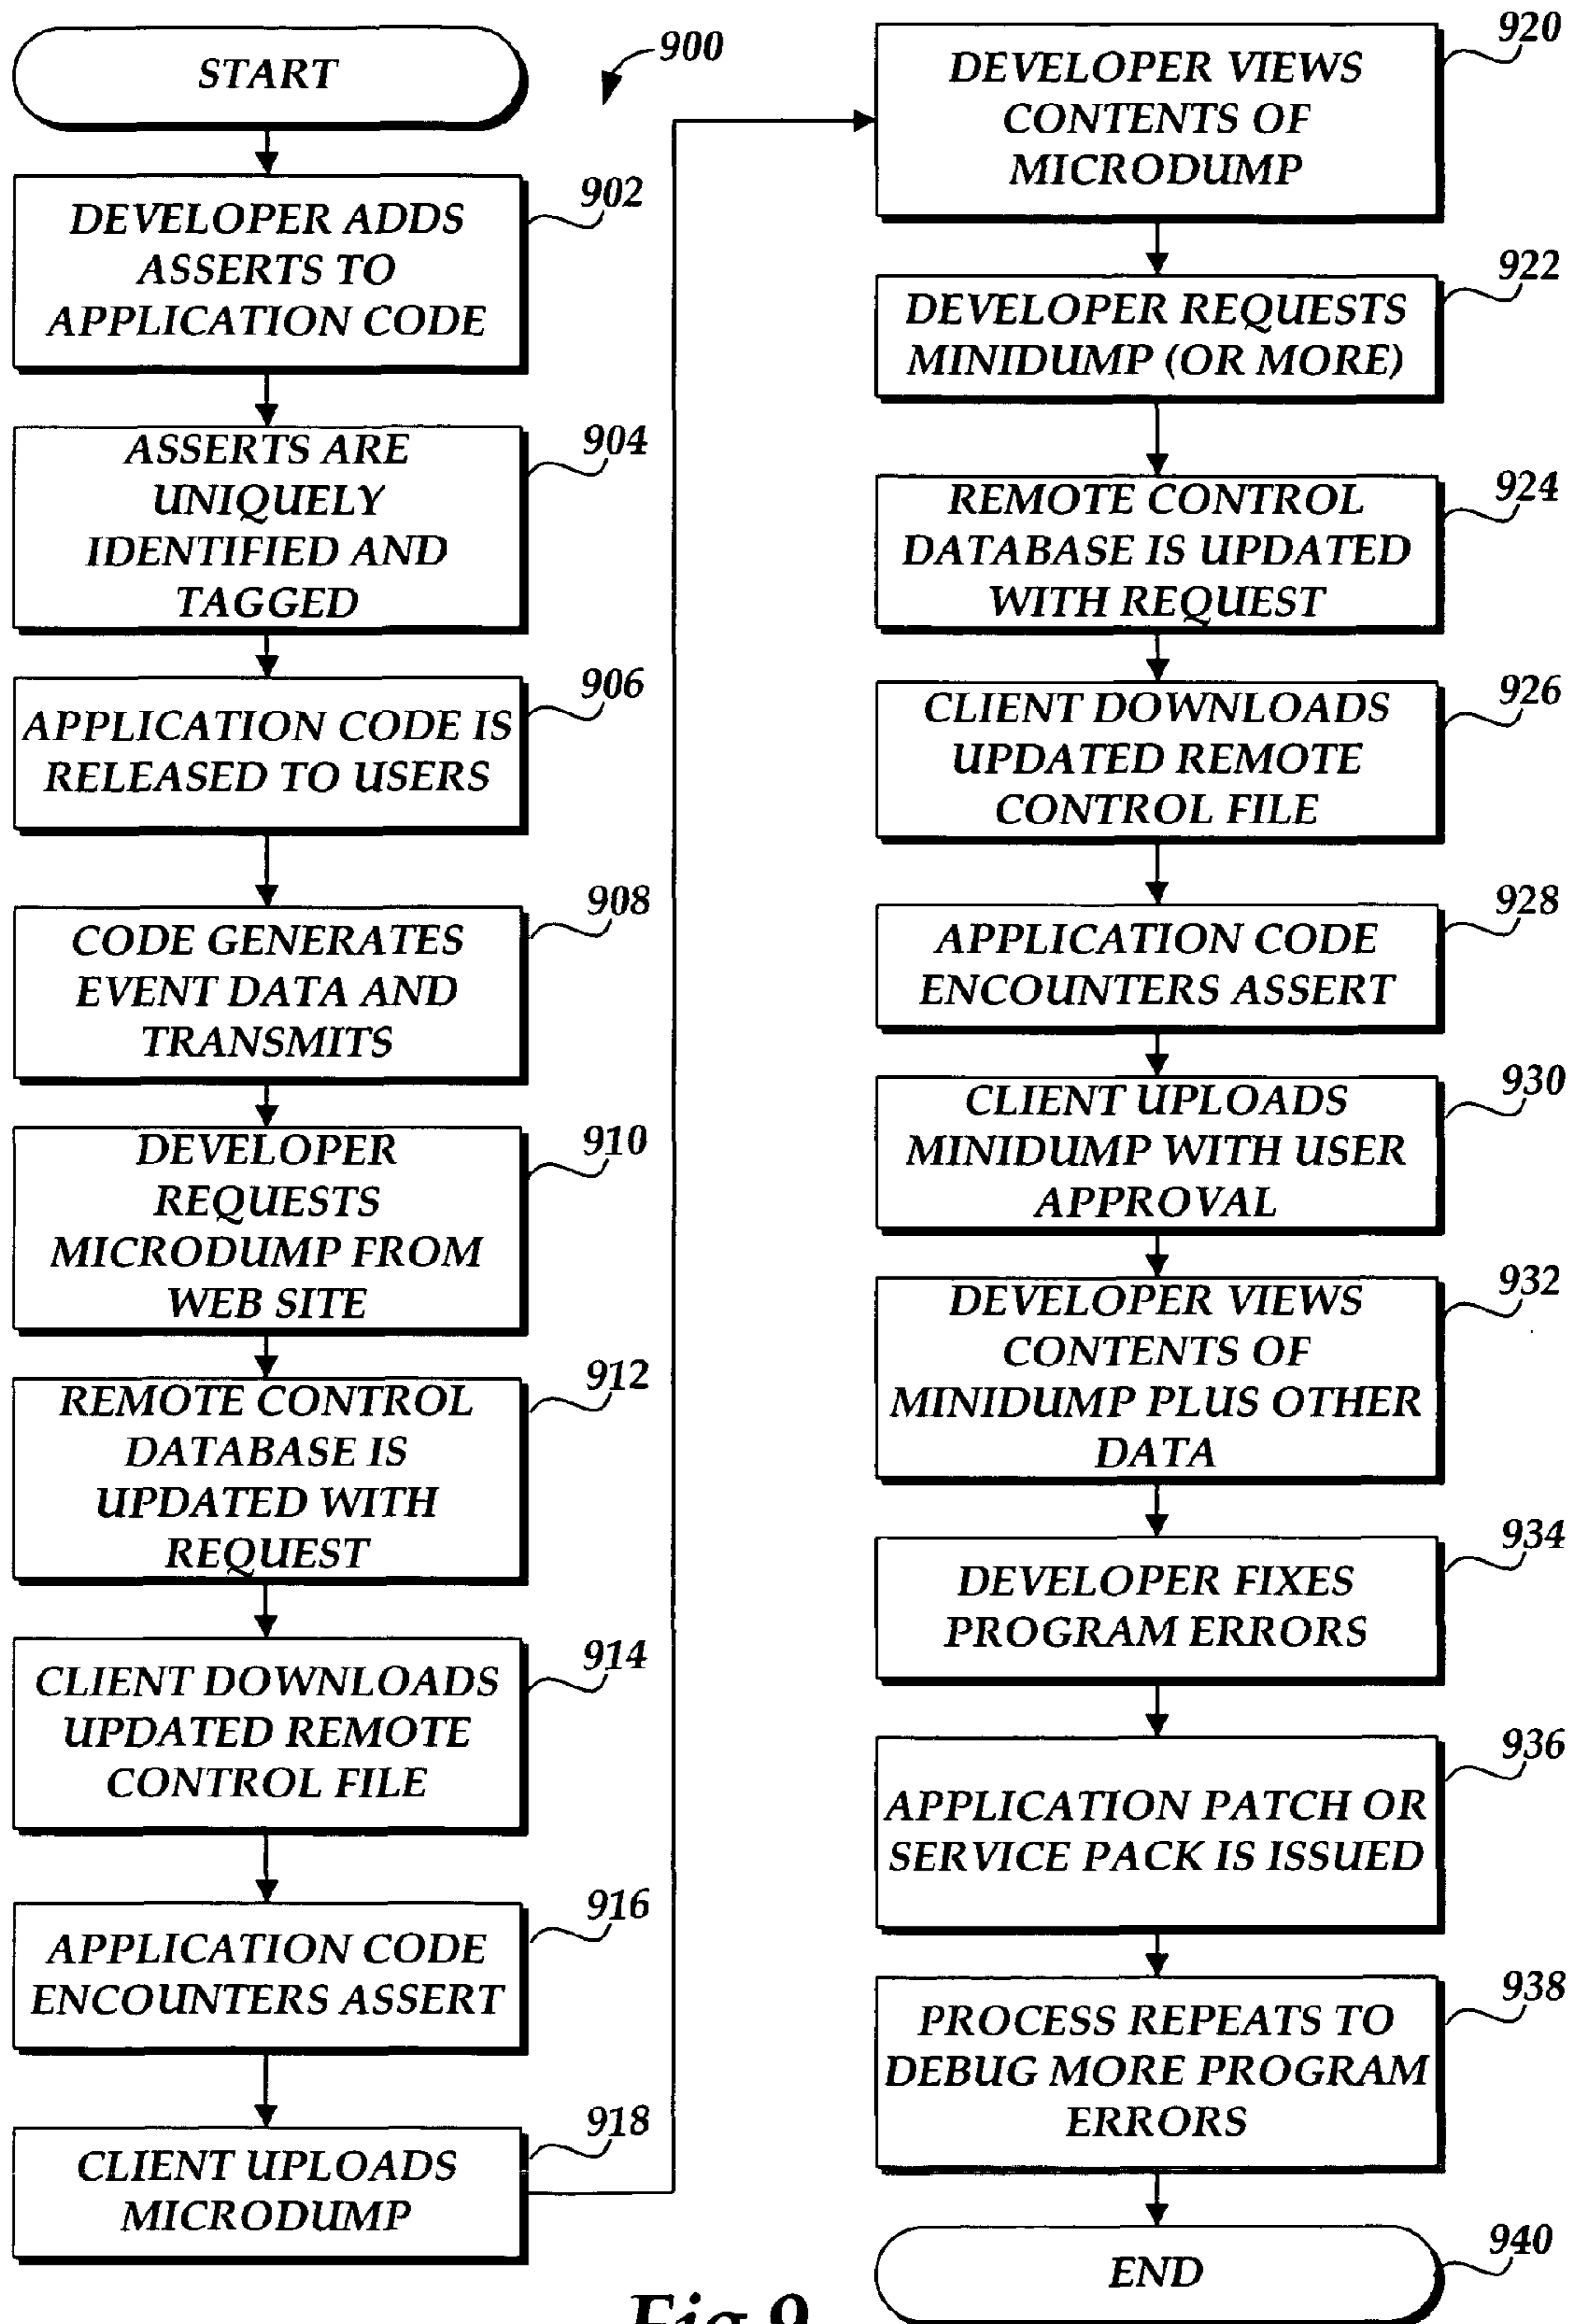 START
900
DEVELOPER ADDS
ASSERTS TO
APPLICATION CODE
902
ASSERTS ARE
UNIQUELY
IDENTIFIED AND
TAGGED
904
APPLICATION CODE IS
RELEASED TO USERS
906
CODE GENERATES
EVENT DATA AND
TRANSMITS
908
DEVELOPER
REQUESTS
MICRODUMP FROM
WEB SITE
910
REMOTE CONTROL
DATABASE IS
UPDATED WITH
REQUEST
912
CLIENT DOWNLOADS
UPDATED REMOTE
CONTROL FILE
914
APPLICATION CODE
ENCOUNTERS ASSERT
916
CLIENT UPLOADS
MICRODUMP
918
DEVELOPER VIEWS
CONTENTS OF
MICRODUMP
920
DEVELOPER REQUESTS
MINIDUMP (OR MORE)
922
REMOTE CONTROL
DATABASE IS UPDATED
WITH REQUEST
924
CLIENT DOWNLOADS
UPDATED REMOTE
CONTROL FILE
926
APPLICATION CODE
ENCOUNTERS ASSERT
928
CLIENT UPLOADS
MINIDUMP WITH USER
APPROVAL
930
DEVELOPER VIEWS
CONTENTS OF
MINIDUMP PLUS OTHER
DATA
932
DEVELOPER FIXES
PROGRAM ERRORS
934
APPLICATION PATCH OR
SERVICE PACK IS ISSUED
936
PROCESS REPEATS TO
DEBUG MORE PROGRAM
ERRORS
938
END
940
Fig 9